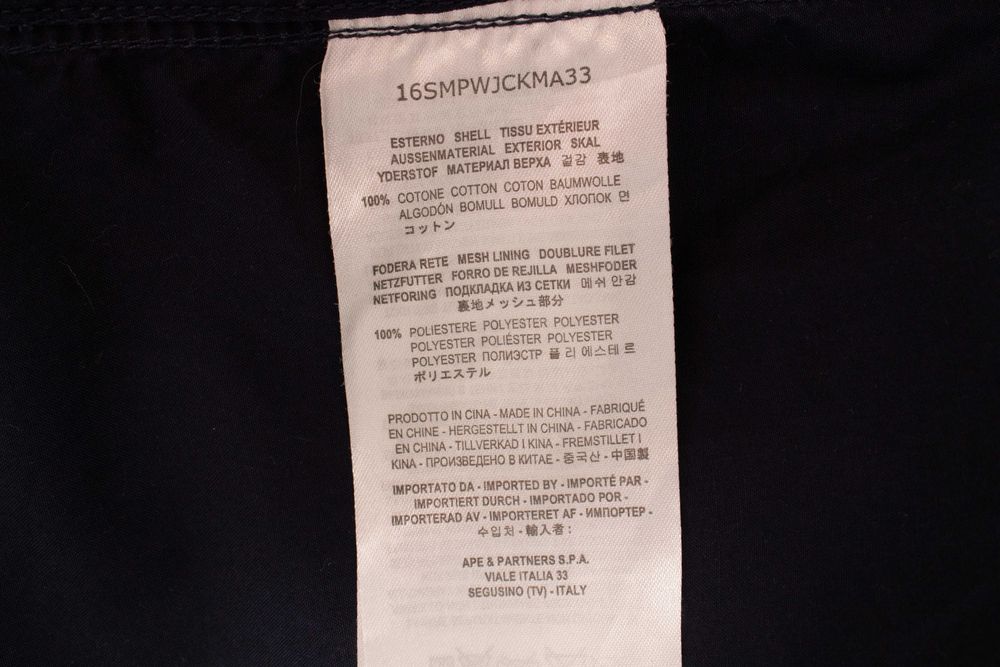 16SMPWJCKMA33
ESTERNO SHELL TISSU EXTÉRIEUR
AUSSENMATERIAL EXTERIOR SKAL
YDERSTOF МАТЕРИАЛ ВЕРХА 겉감 表地
100% COTONE COTTON COTON BAUMWOLLE
ALGODÓN BOMULL BOMULD ХЛОПОК 면
コットン
FODERA RETE MESH LINING DOUBLURE FILET
NETZFUTTER FORRO DE REJILLA MESHFODER
NETFORING ПОДКЛАДКА ИЗ СЕТКИ 메쉬 안감
裏地メッシュ部分
100% POLIESTERE POLYESTER POLYESTER
POLYESTER POLIÉSTER POLYESTER
POLYESTER ПОЛИЭСТР 폴리에스테르
ポリエステル
PRODOTTO IN CINA - MADE IN CHINA - FABRIQUÉ
EN CHINE - HERGESTELLT IN CHINA - FABRICADO
EN CHINA - TILLVERKAD I KINA - FREMSTILLET I
KINA - ПРОИЗВЕДЕНО В КИТАЕ - 중국산 - 中国製
IMPORTATO DA - IMPORTED BY - IMPORTÉ PAR -
IMPORTIERT DURCH - IMPORTADO POR -
IMPORTERAD AV - IMPORTERET AF - ИМПОРТЕР -
수입처 - 輸入者 :
APE & PARTNERS S.P.A.
VIALE ITALIA 33
SEGUSINO (TV) - ITALY